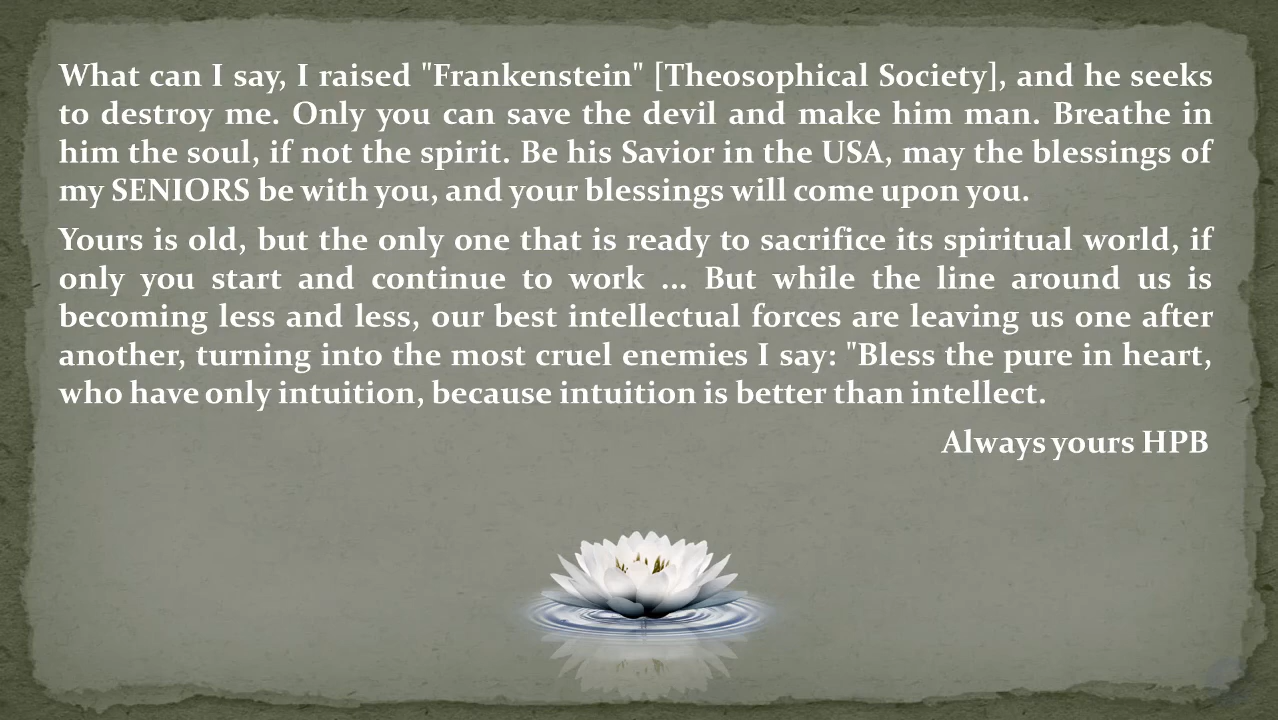 What can I say, I raised "Frankenstein" [Theosophical Society], and he seeks
to destroy me. Only you can save the devil and make him man. Breathe in
him the soul, if not the spirit. Be his Savior in the USA, may the blessings of
my SENIORS be with you, and your blessings will come upon you.
Yours is old, but the only one that is ready to sacrifice its spiritual world, if
only you start and continue to work ... But while the line around us is
becoming less and less, our best intellectual forces are leaving us one after
another, turning into the most cruel enemies I say: "Bless the pure in heart,
who have only intuition, because intuition is better than intellect.
Always yours HPB